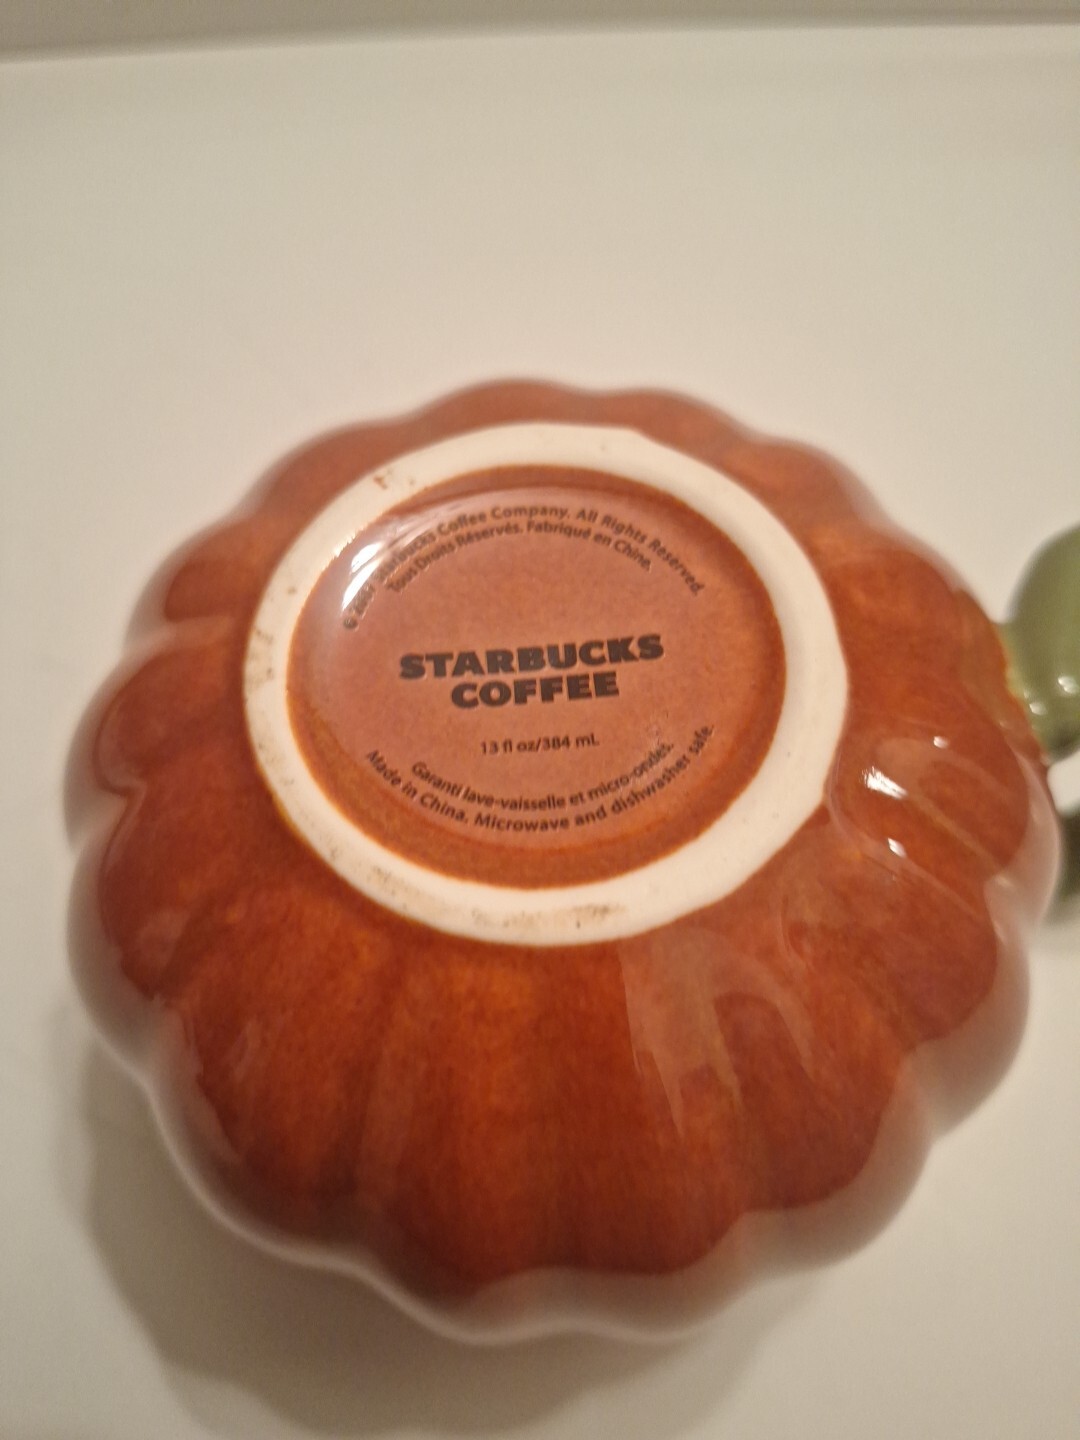 © Starbucks Coffee Company. All Rights Reserved.
Tous Droits Réservés. Fabriqué en Chine.
STARBUCKS
COFFEE
13 fl oz/384 mL
Garanti lave-vaisselle et micro-ondes.
Made in China. Microwave and dishwasher safe.